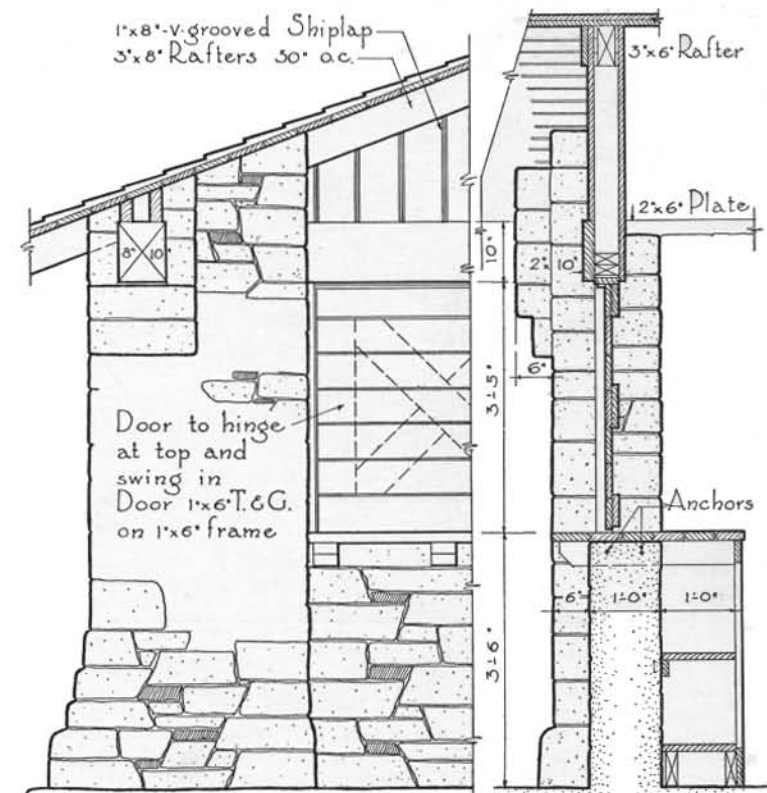 1"x8"-V-grooved Shiplap
3"x8" Rafters 30" o.c.
3"x6" Rafter
2"x6" Plate
8" 10"
10"
2" 10"
6"
3'-5"
Door to hinge
at top and
swing in
Door 1"x6" T.&G.
on 1"x6" frame
Anchors
6" 1'-0" 1'-0"
3'-6"